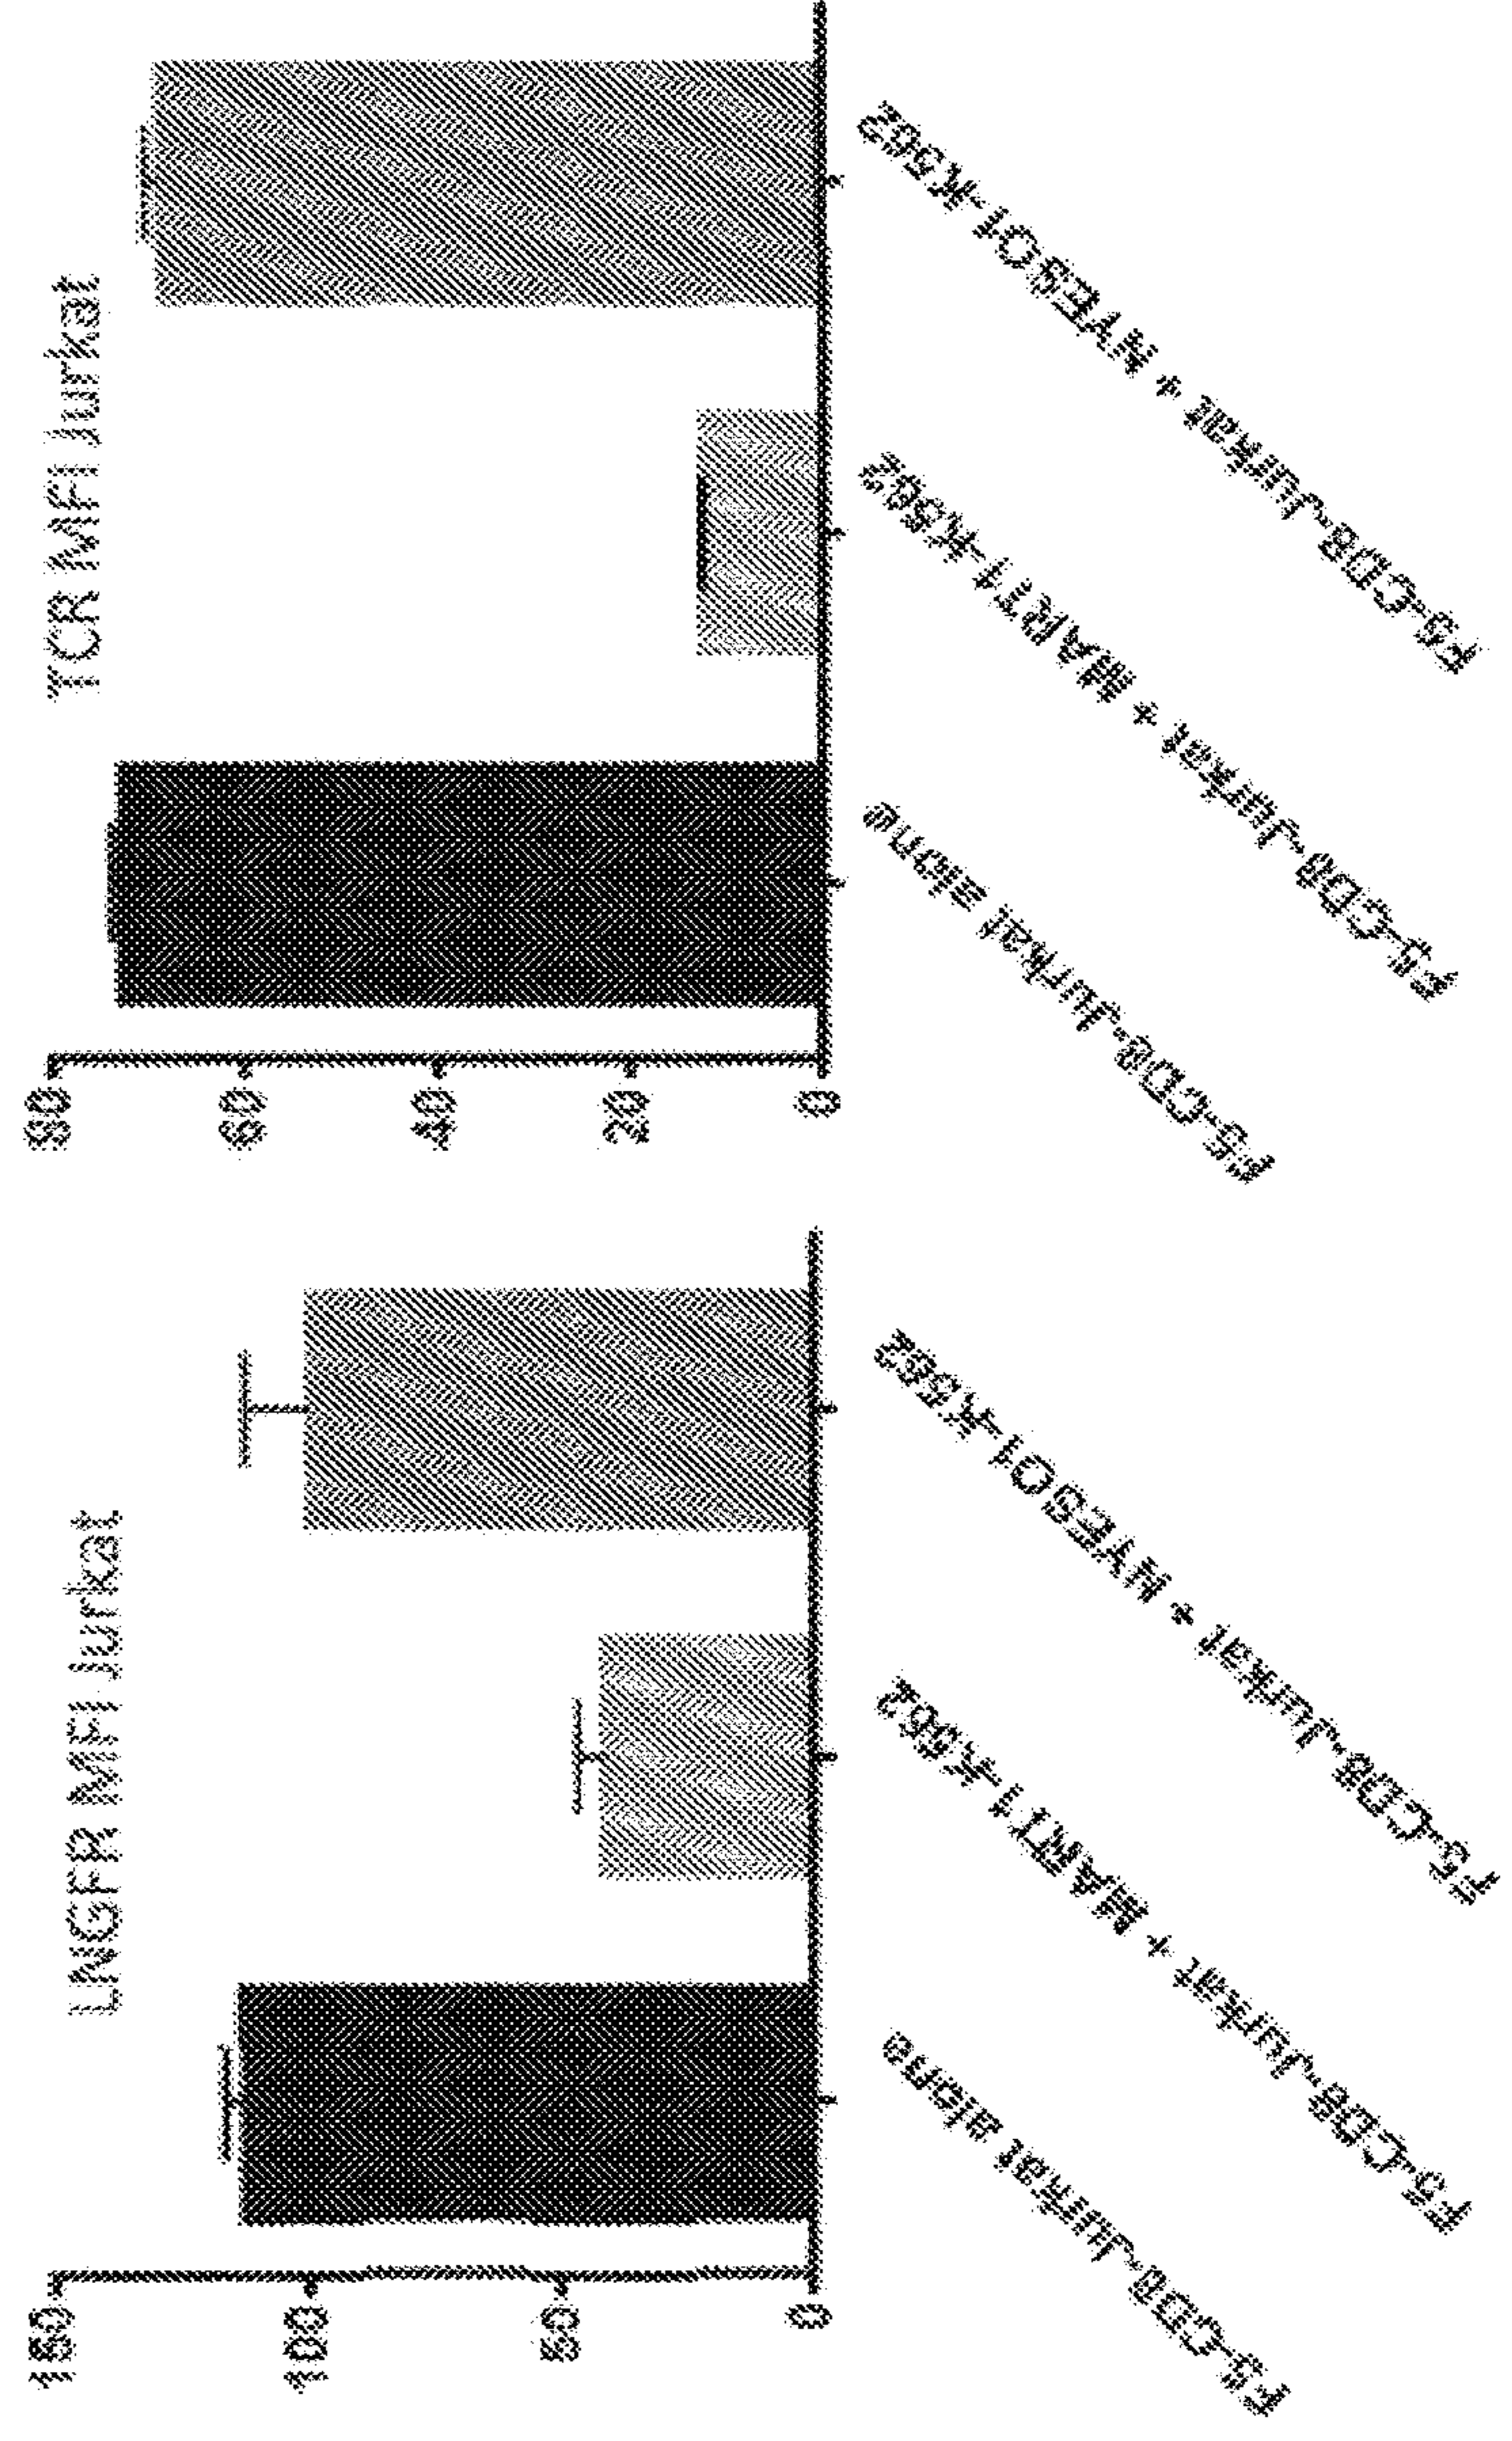 LNGFR MFI Jurkat
150
100
50
0
F5-CD8-Jurkat alone
F5-CD8-Jurkat + MART1-K562
F5-CD8-Jurkat + NYESO1-K562
TCR MFI Jurkat
80
60
40
20
0
F5-CD8-Jurkat alone
F5-CD8-Jurkat + MART1-K562
F5-CD8-Jurkat + NYESO1-K562